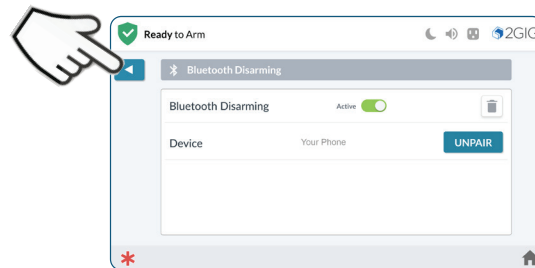 Ready to Arm
2GIG
Bluetooth Disarming
Bluetooth Disarming Active
Device Your Phone UNPAIR